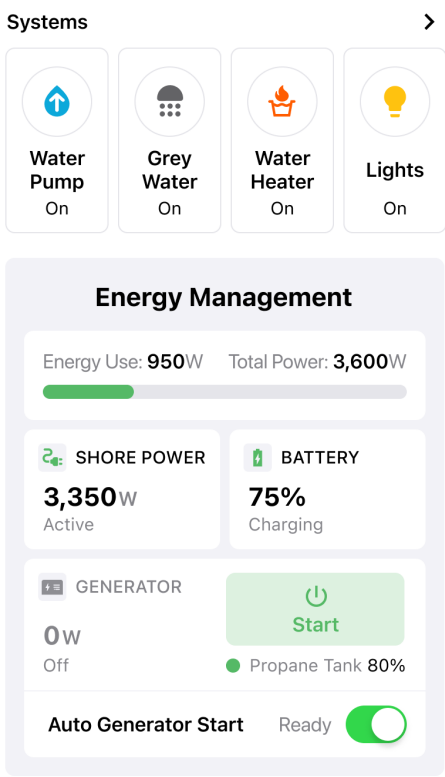 Systems
Water Pump
On
Grey Water
On
Water Heater
On
Lights
On
Energy Management
Energy Use: 950W Total Power: 3,600W
SHORE POWER
3,350W
Active
BATTERY
75%
Charging
GENERATOR
0W
Off
Start
Propane Tank 80%
Auto Generator Start Ready